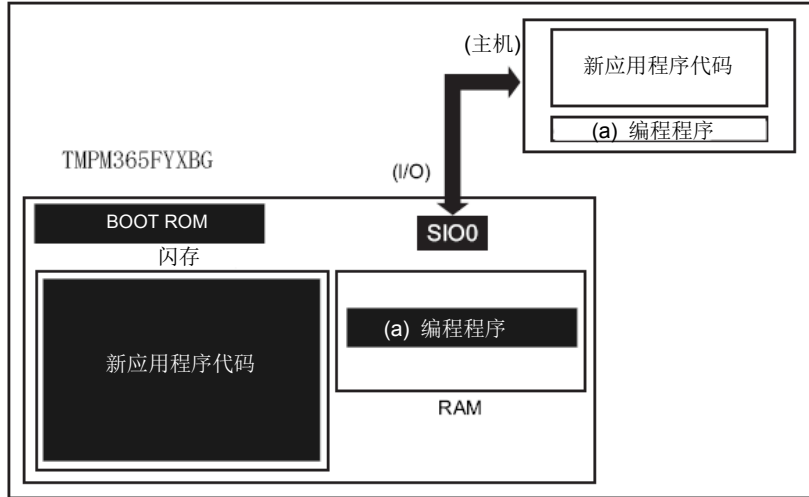 (主机)
新应用程序代码
(a) 编程程序
TMPM365FYXBG
(I/O)
BOOT ROM
SIO0
闪存
(a) 编程程序
新应用程序代码
RAM